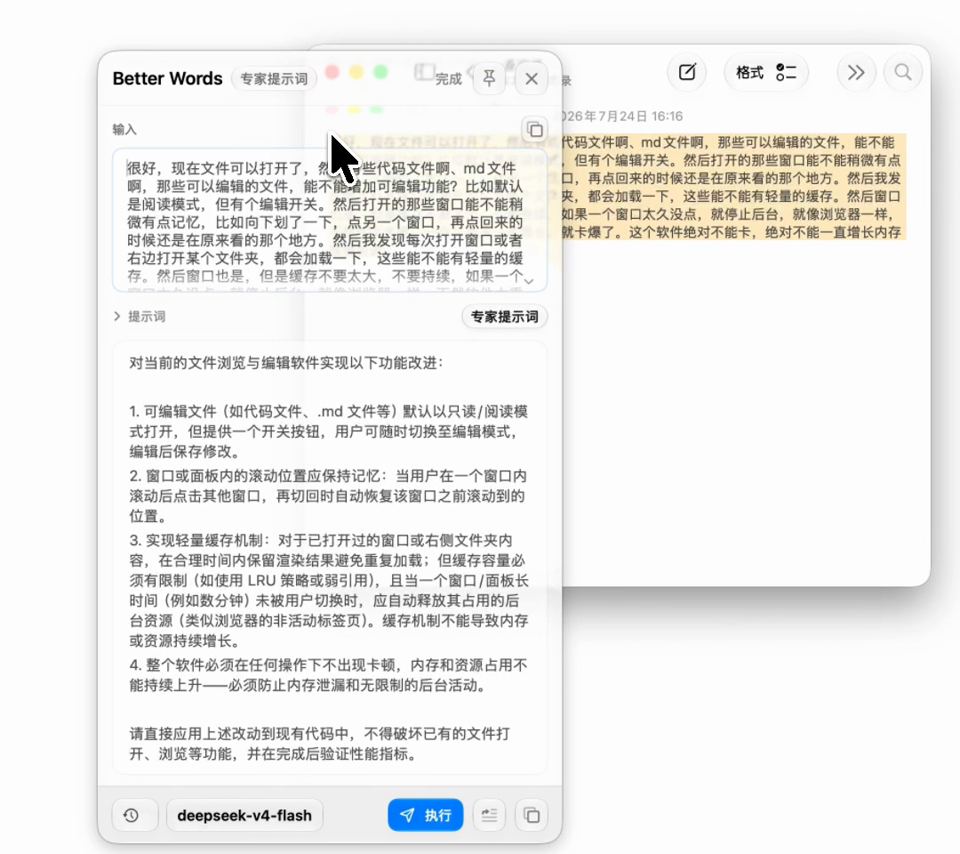 Better Words
专家提示词
完成
录
格式
输入
2026年7月24日 16:16
很好，现在文件可以打开了，然 些代码文件啊、md文件
啊，那些可以编辑的文件，能不能增加可编辑功能？比如默认
是阅读模式，但有个编辑开关。然后打开的那些窗口能不能稍
微有点记忆，比如向下划了一下，点另一个窗口，再点回来的
时候还是在原来看的那个地方。然后我发现每次打开窗口或者
右边打开某个文件夹，都会加载一下，这些能不能有轻量的缓
存。然后窗口也是，但是缓存不要太大，不要持续，如果一个
代码文件啊、md文件啊，那些可以编辑的文件，能不能
，但有个编辑开关。然后打开的那些窗口能不能稍微有点
口，再点回来的时候还是在原来看的那个地方。然后我发
夹，都会加载一下，这些能不能有轻量的缓存。然后窗口
如果一个窗口太久没点，就停止后台，就像浏览器一样，
就卡爆了。这个软件绝对不能卡，绝对不能一直增长内存
提示词
专家提示词
对当前的文件浏览与编辑软件实现以下功能改进：
1. 可编辑文件（如代码文件、.md 文件等）默认以只读/阅读模
式打开，但提供一个开关按钮，用户可随时切换至编辑模式，
编辑后保存修改。
2. 窗口或面板内的滚动位置应保持记忆：当用户在一个窗口内
滚动后点击其他窗口，再切回时自动恢复该窗口之前滚动到的
位置。
3. 实现轻量缓存机制：对于已打开过的窗口或右侧文件夹内
容，在合理时间内保留渲染结果避免重复加载；但缓存容量必
须有限制（如使用 LRU 策略或弱引用），且当一个窗口/面板长
时间（例如数分钟）未被用户切换时，应自动释放其占用的后
台资源（类似浏览器的非活动标签页）。缓存机制不能导致内存
或资源持续增长。
4. 整个软件必须在任何操作下不出现卡顿，内存和资源占用不
能持续上升——必须防止内存泄漏和无限制的后台活动。
请直接应用上述改动到现有代码中，不得破坏已有的文件打
开、浏览等功能，并在完成后验证性能指标。
deepseek-v4-flash
执行